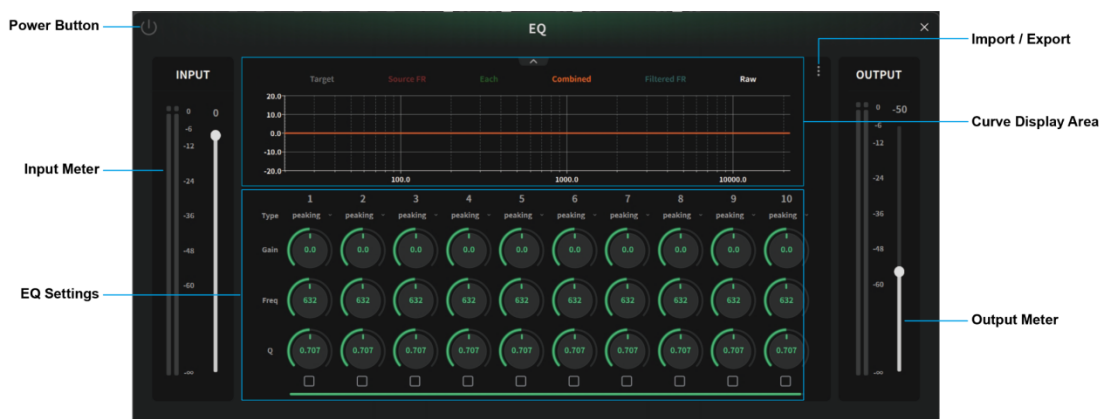 Power Button
EQ
Import / Export
INPUT
OUTPUT
Target Source FR Each Combined Filtered FR Raw
20.0
10.0
0.0
-10.0
-20.0
100.0 1000.0 10000.0
Curve Display Area
Input Meter
0 0
-6
-12
-24
-36
-48
-60
-∞
1 2 3 4 5 6 7 8 9 10
Type peaking peaking peaking peaking peaking peaking peaking peaking peaking peaking
Gain 0.0 0.0 0.0 0.0 0.0 0.0 0.0 0.0 0.0 0.0
EQ Settings
Freq 632 632 632 632 632 632 632 632 632 632
Q 0.707 0.707 0.707 0.707 0.707 0.707 0.707 0.707 0.707 0.707
0 -50
-6
-12
-24
-36
-48
-60
-∞
Output Meter